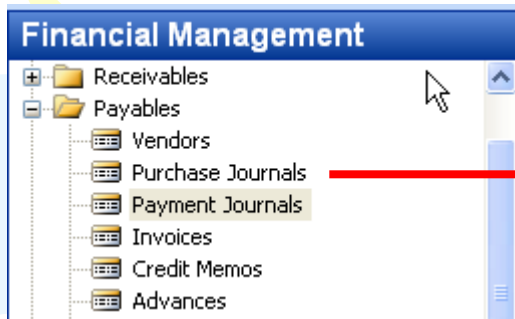 Financial Management
Receivables
Payables
Vendors
Purchase Journals
Payment Journals
Invoices
Credit Memos
Advances